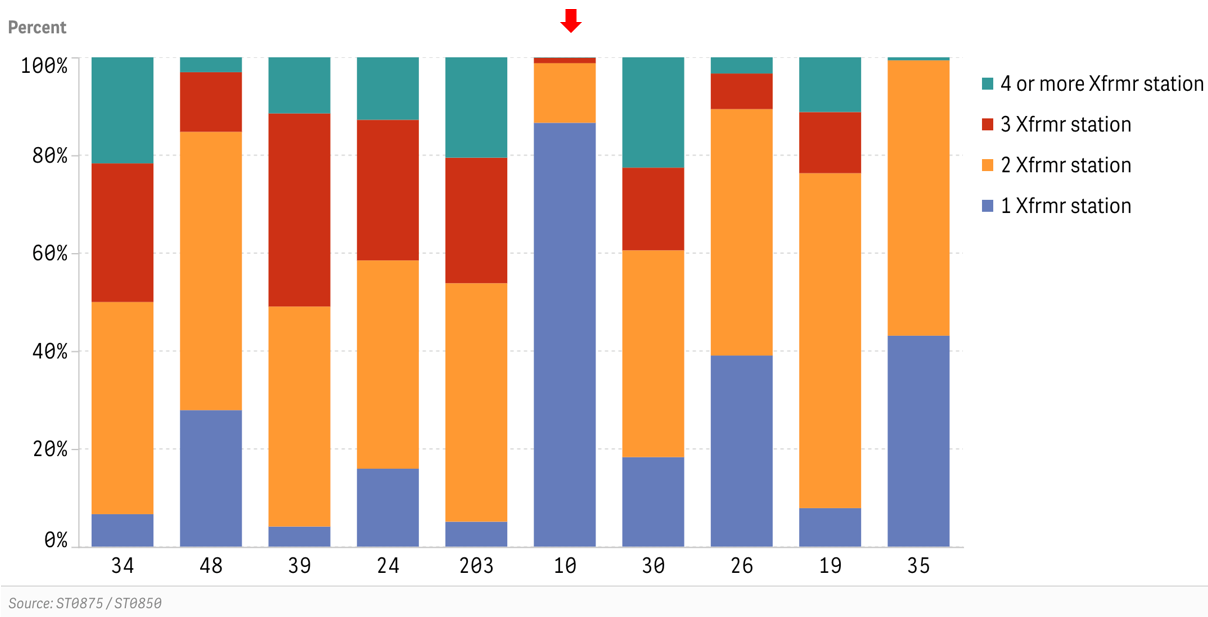 Percent
100%
80%
60%
40%
20%
0%
34 48 39 24 203 10 30 26 19 35
4 or more Xfrmr station
3 Xfrmr station
2 Xfrmr station
1 Xfrmr station
Source: ST0875 / ST0850